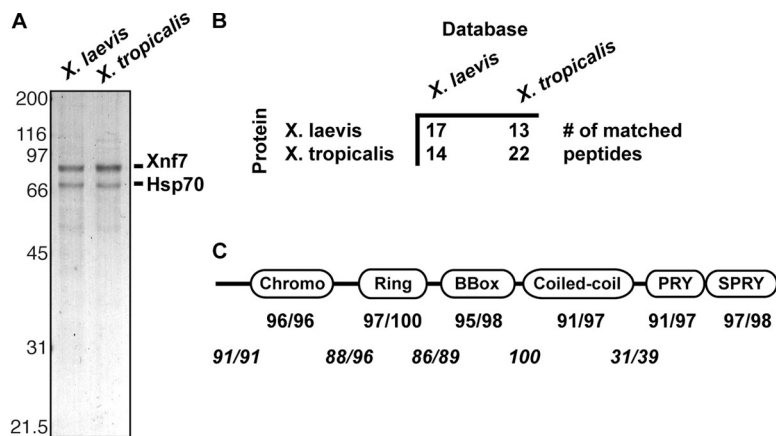 A
X. laevis
X. tropicalis
200
116
97
66
45
31
21.5
Xnf7
Hsp70
B
Database
X. laevis
X. tropicalis
Protein
X. laevis 17 13 # of matched
X. tropicalis 14 22 peptides
C
Chromo Ring BBox Coiled-coil PRY SPRY
96/96 97/100 95/98 91/97 91/97 97/98
91/91 88/96 86/89 100 31/39